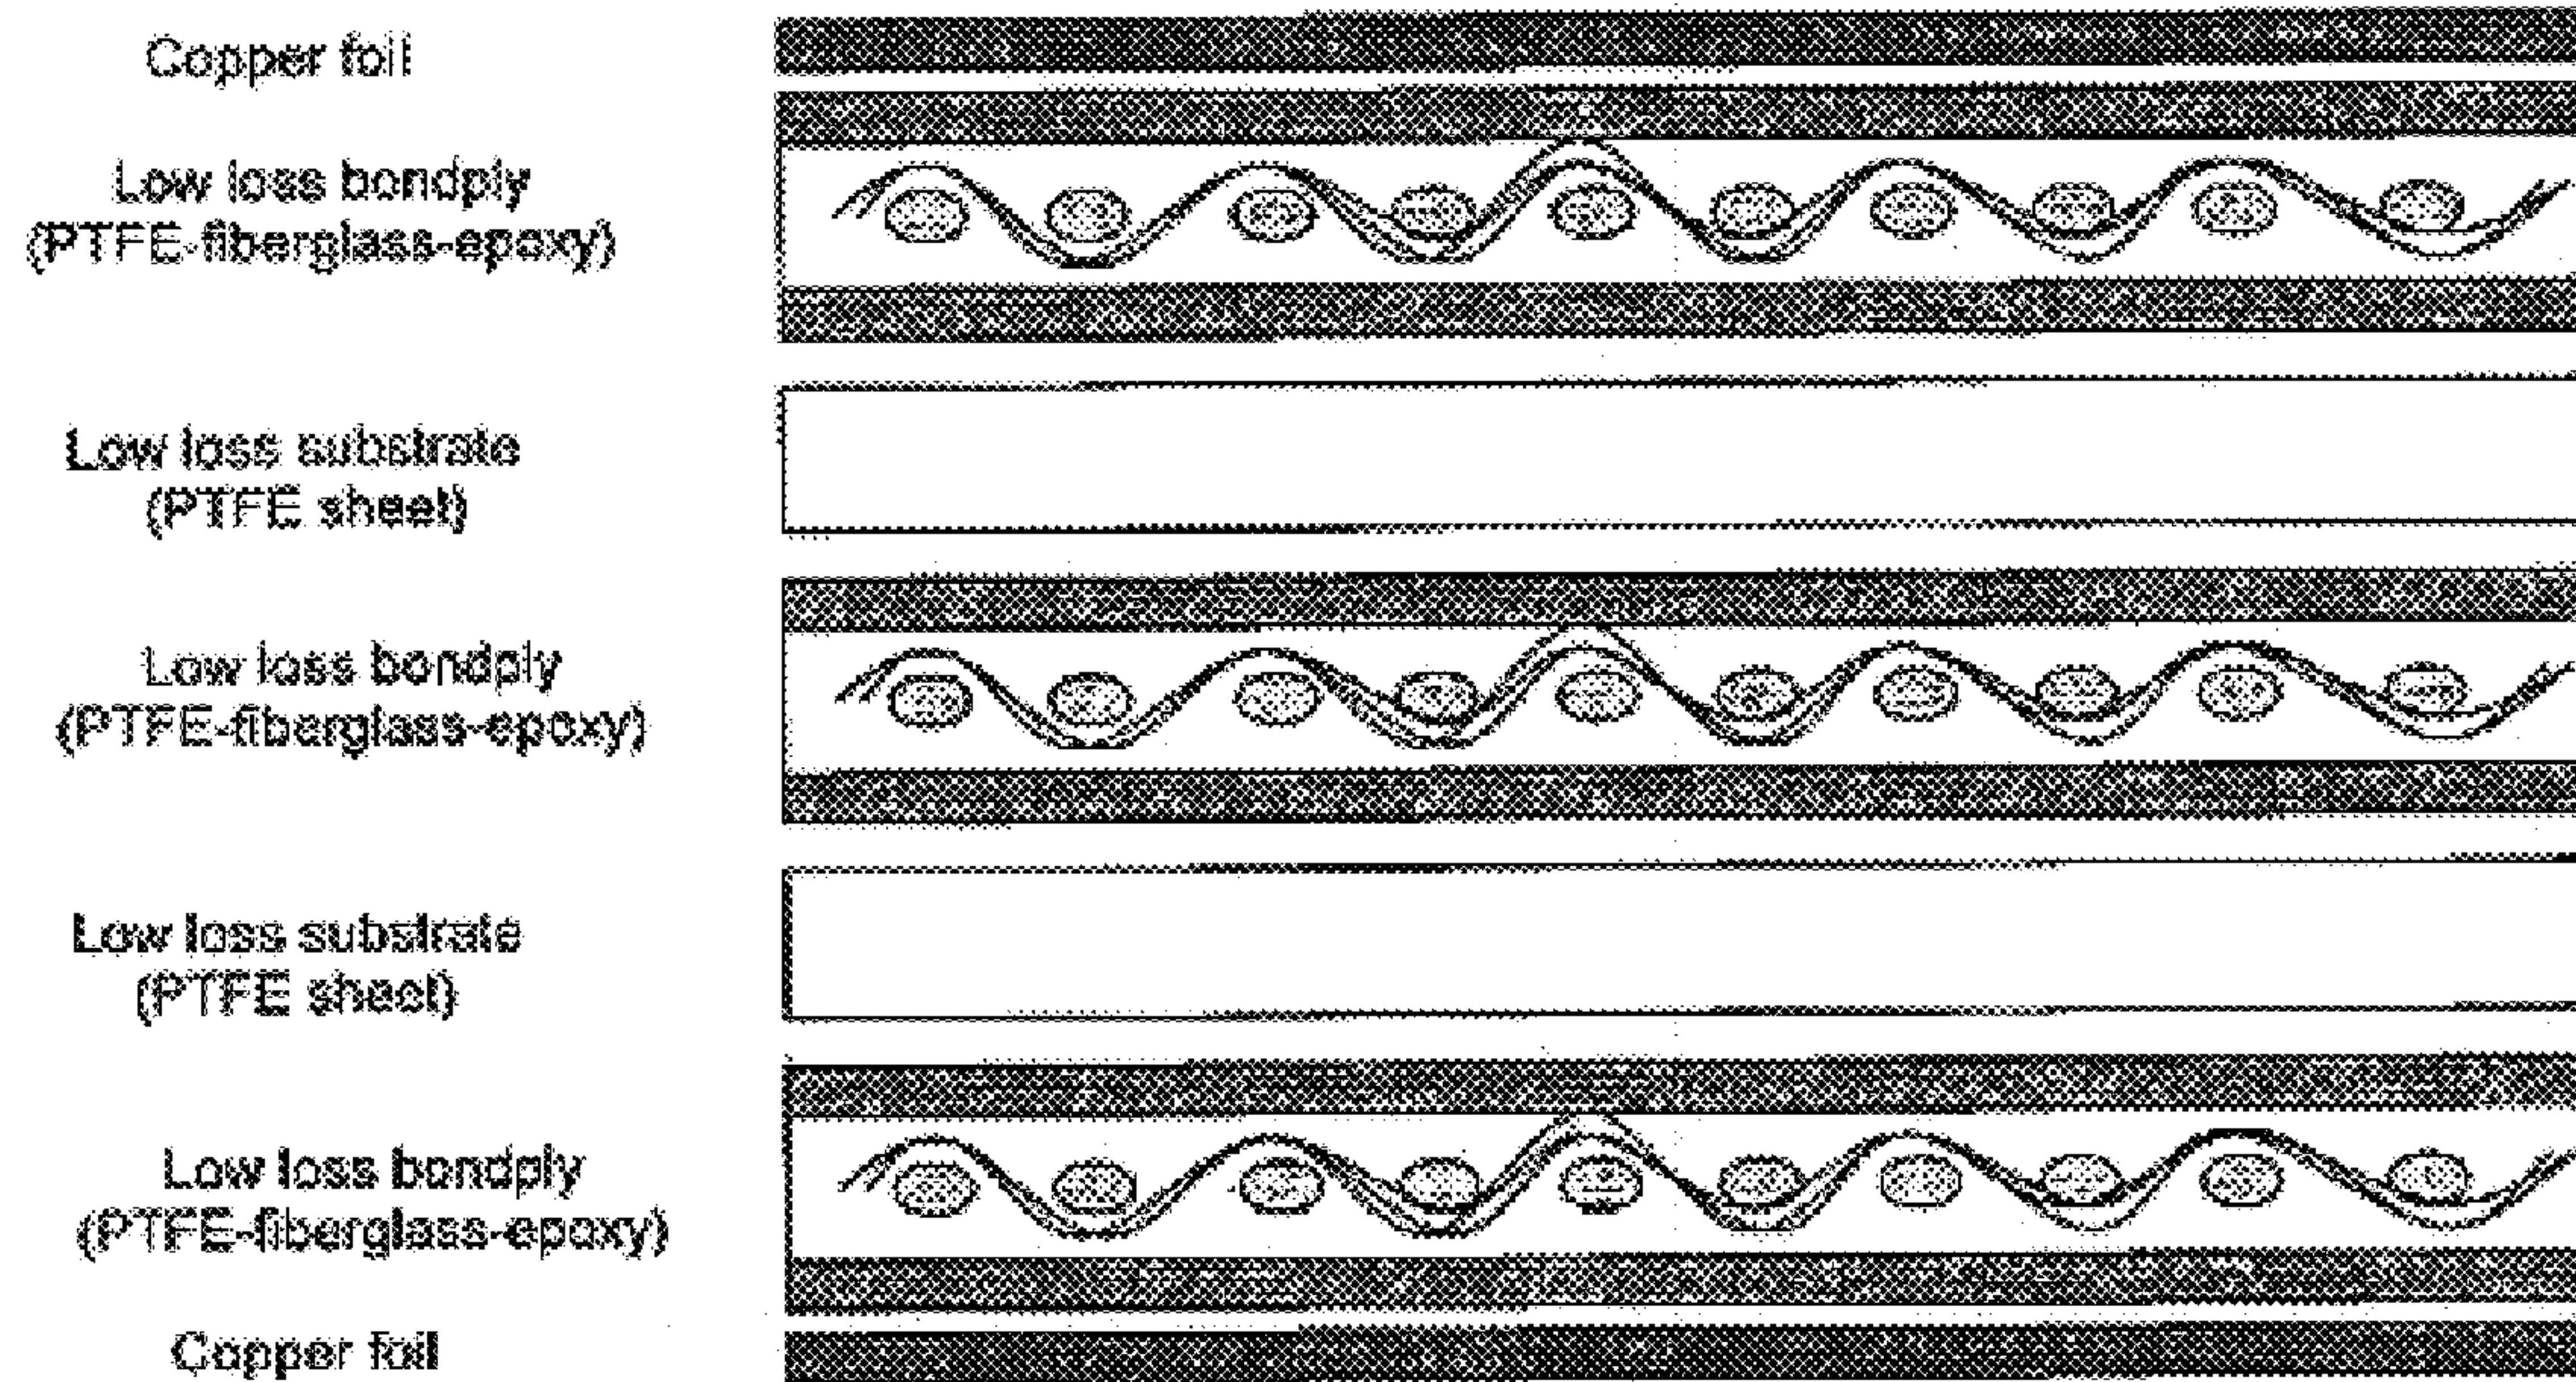 Copper foil
Low loss bondply
(PTFE-fiberglass-epoxy)
Low loss substrate
(PTFE sheet)
Low loss bondply
(PTFE-fiberglass-epoxy)
Low loss substrate
(PTFE sheet)
Low loss bondply
(PTFE-fiberglass-epoxy)
Copper foil